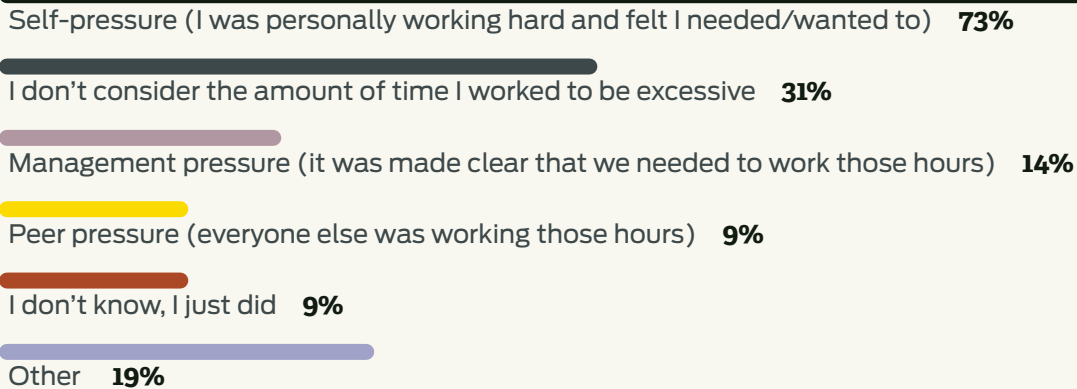 Self-pressure (I was personally working hard and felt I needed/wanted to) 73%
I don’t consider the amount of time I worked to be excessive 31%
Management pressure (it was made clear that we needed to work those hours) 14%
Peer pressure (everyone else was working those hours) 9%
I don’t know, I just did 9%
Other 19%